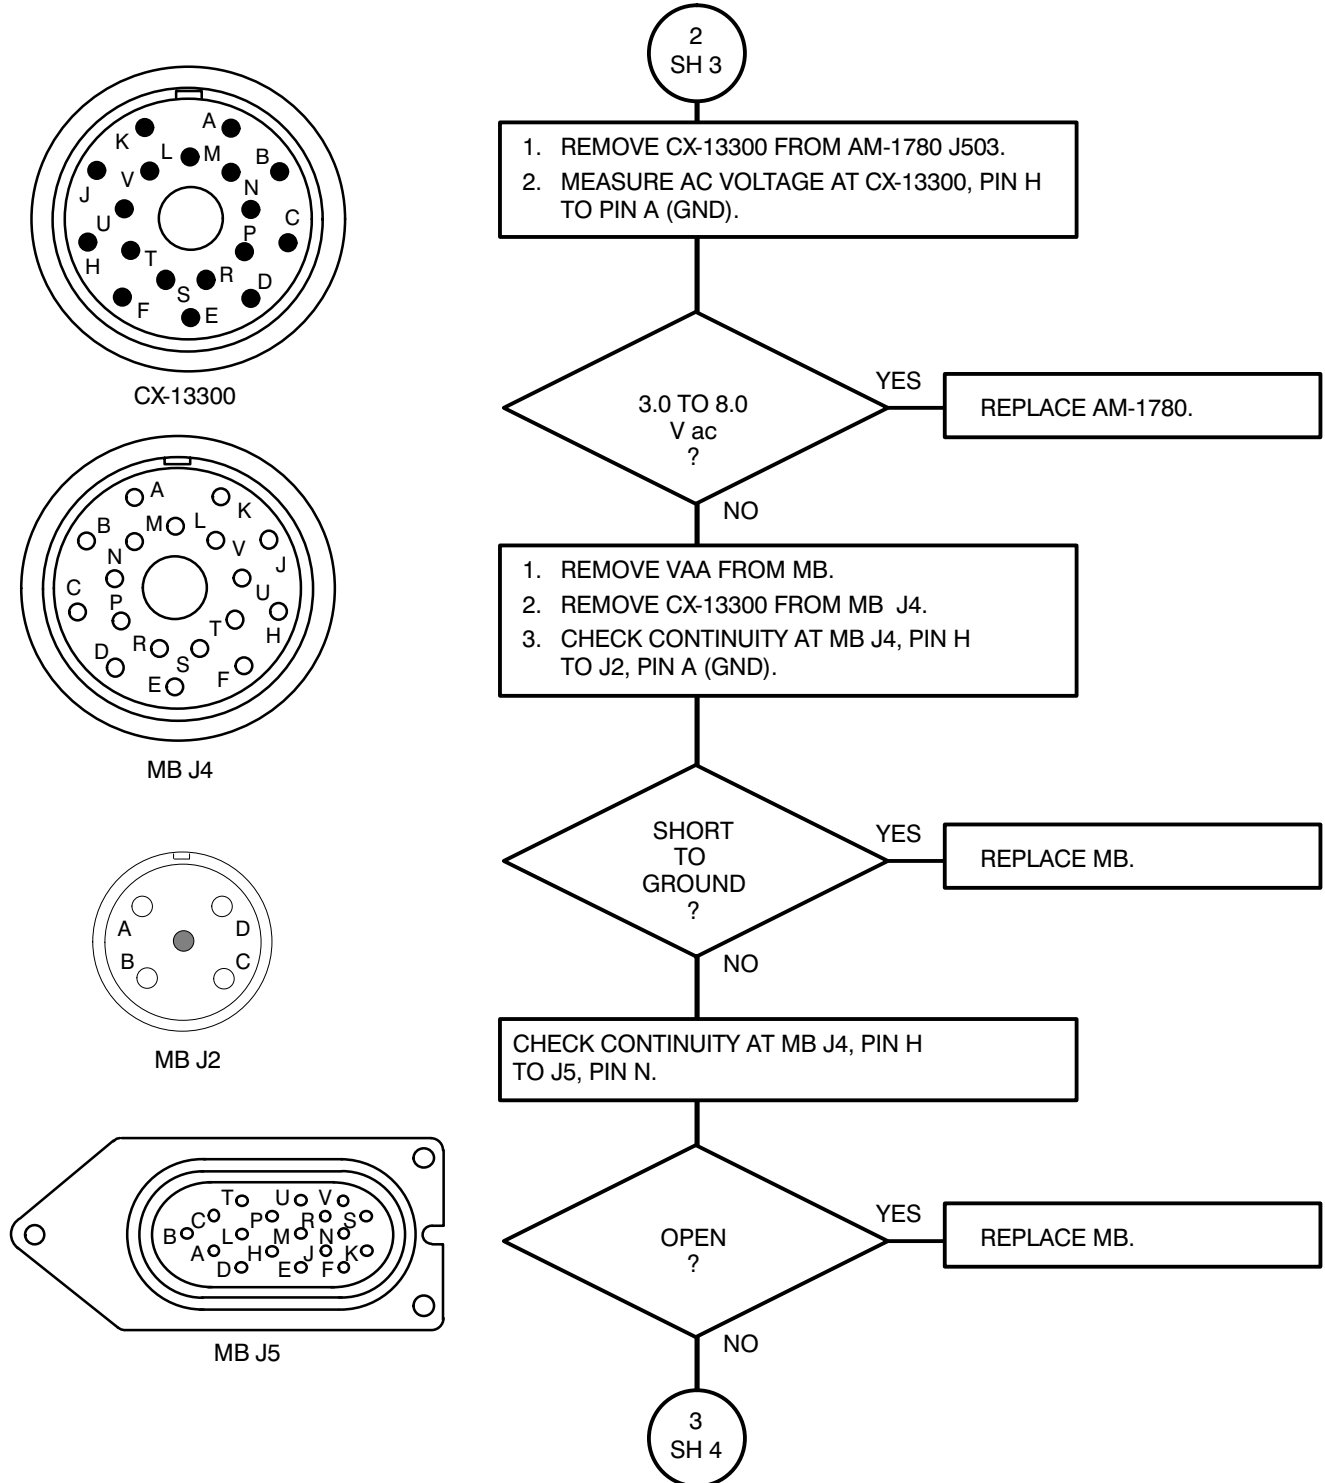 2
SH 3
1. REMOVE CX-13300 FROM AM-1780 J503.
2. MEASURE AC VOLTAGE AT CX-13300, PIN H
TO PIN A (GND).
3.0 TO 8.0
V ac
?
YES
REPLACE AM-1780.
NO
1. REMOVE VAA FROM MB.
2. REMOVE CX-13300 FROM MB J4.
3. CHECK CONTINUITY AT MB J4, PIN H
TO J2, PIN A (GND).
SHORT
TO
GROUND
?
YES
REPLACE MB.
NO
CHECK CONTINUITY AT MB J4, PIN H
TO J5, PIN N.
OPEN
?
YES
REPLACE MB.
NO
3
SH 4
K A
L M B
J V N
U C
P
H T R D
F S E
CX-13300
A K
B M L
N V J
C P U
R T H
D S
E F
MB J4
A D
B C
MB J2
T U V
C P R S
B L M N
A H J K
D E F
MB J5